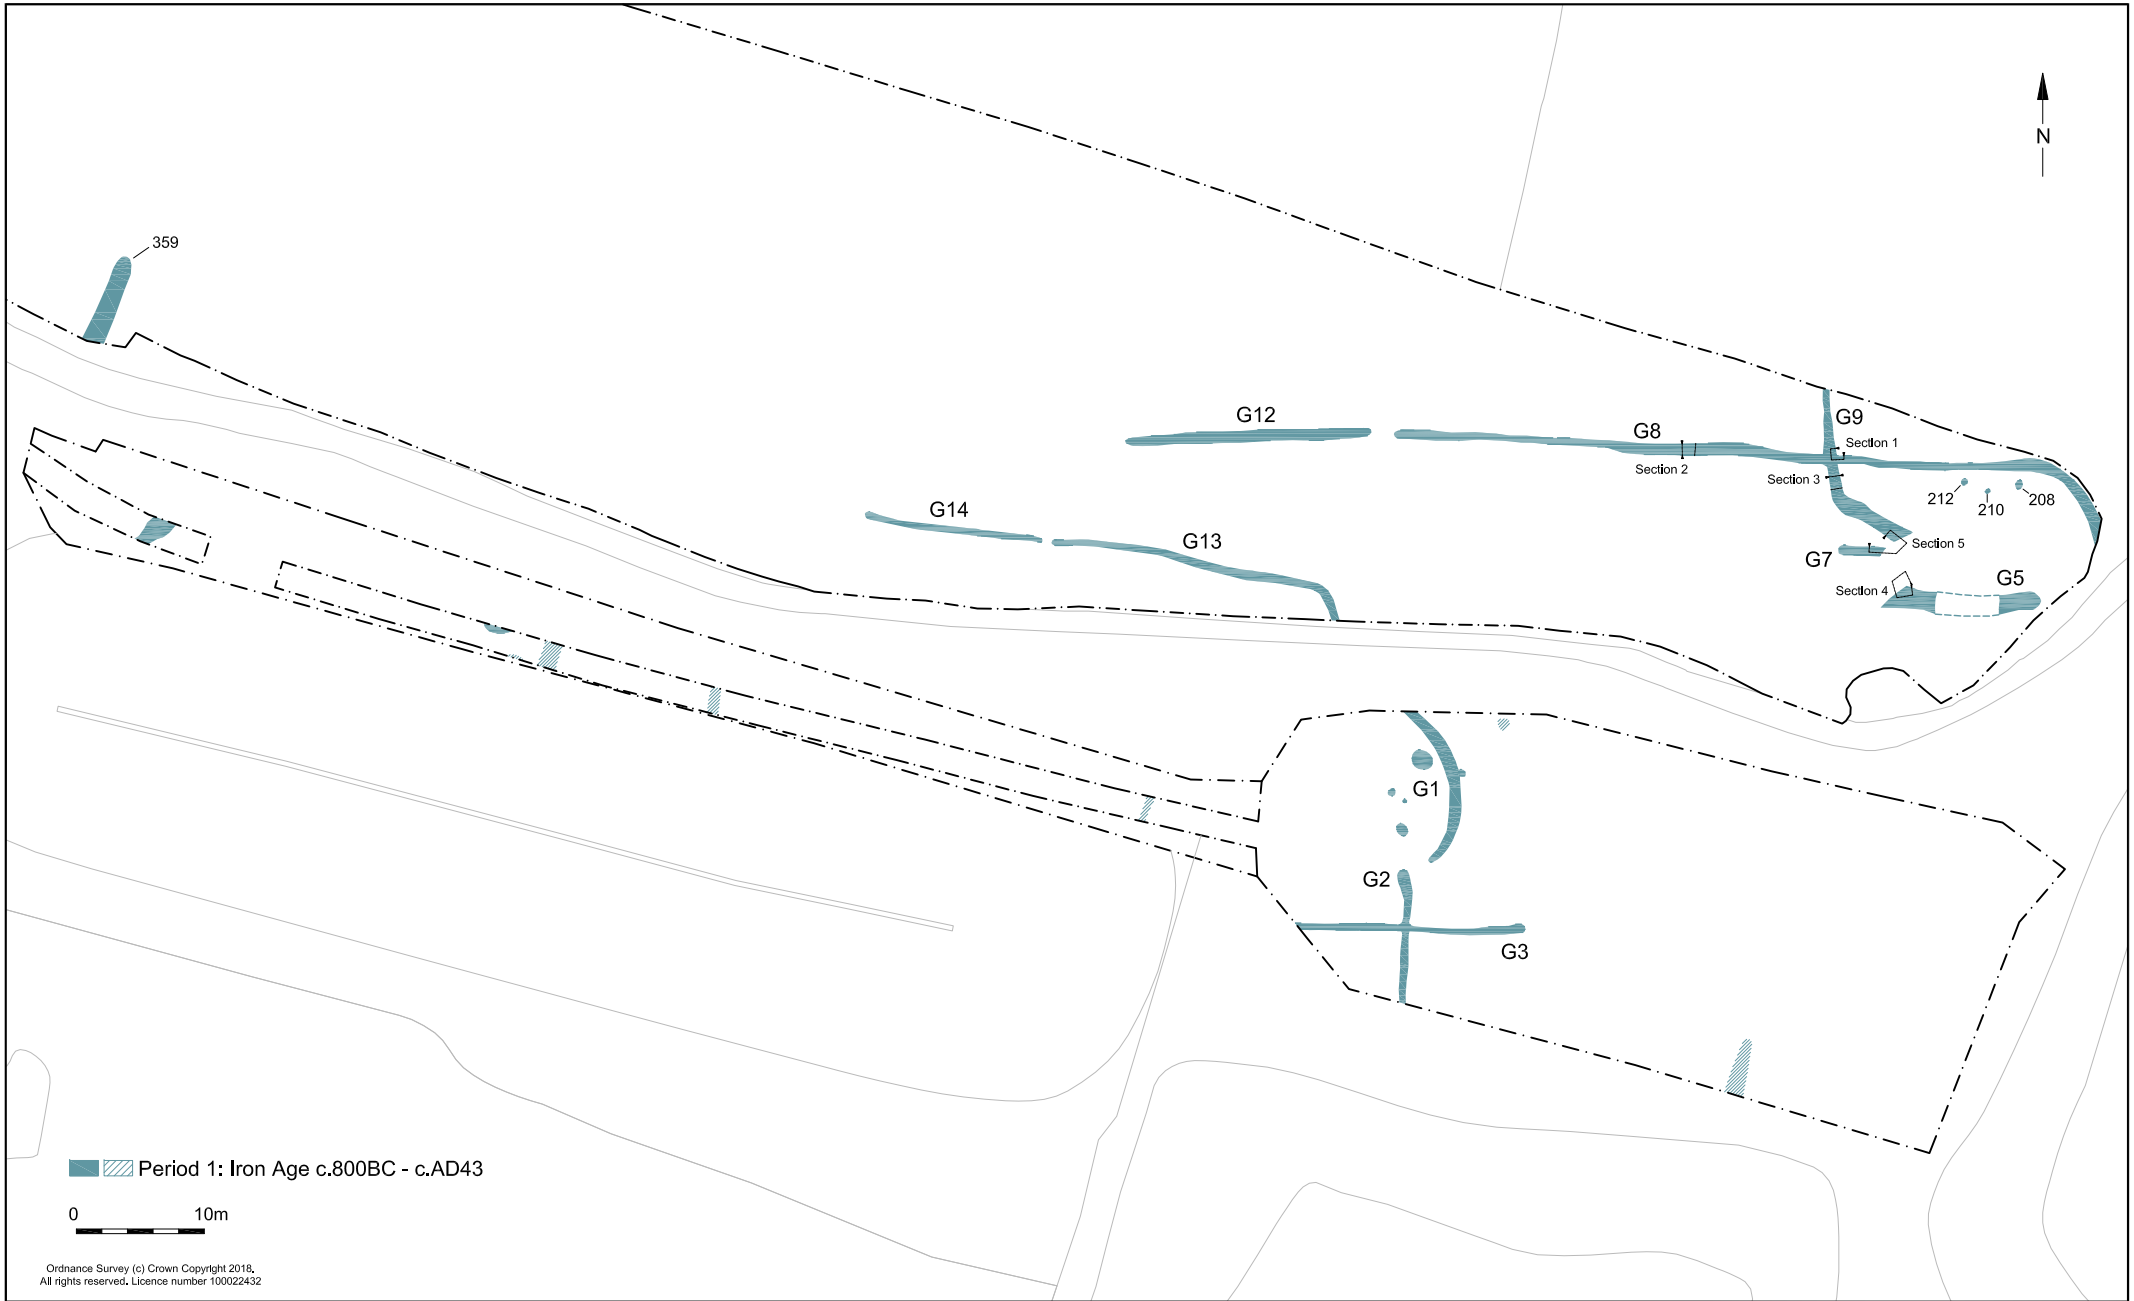 N
359
G12
G8
G9
Section 1
Section 2
Section 3
212
210
208
G14
G13
G7
Section 5
Section 4
G5
G1
G2
G3
Period 1: Iron Age c.800BC - c.AD43
0 10m
Ordnance Survey (c) Crown Copyright 2018.
All rights reserved. Licence number 100022432